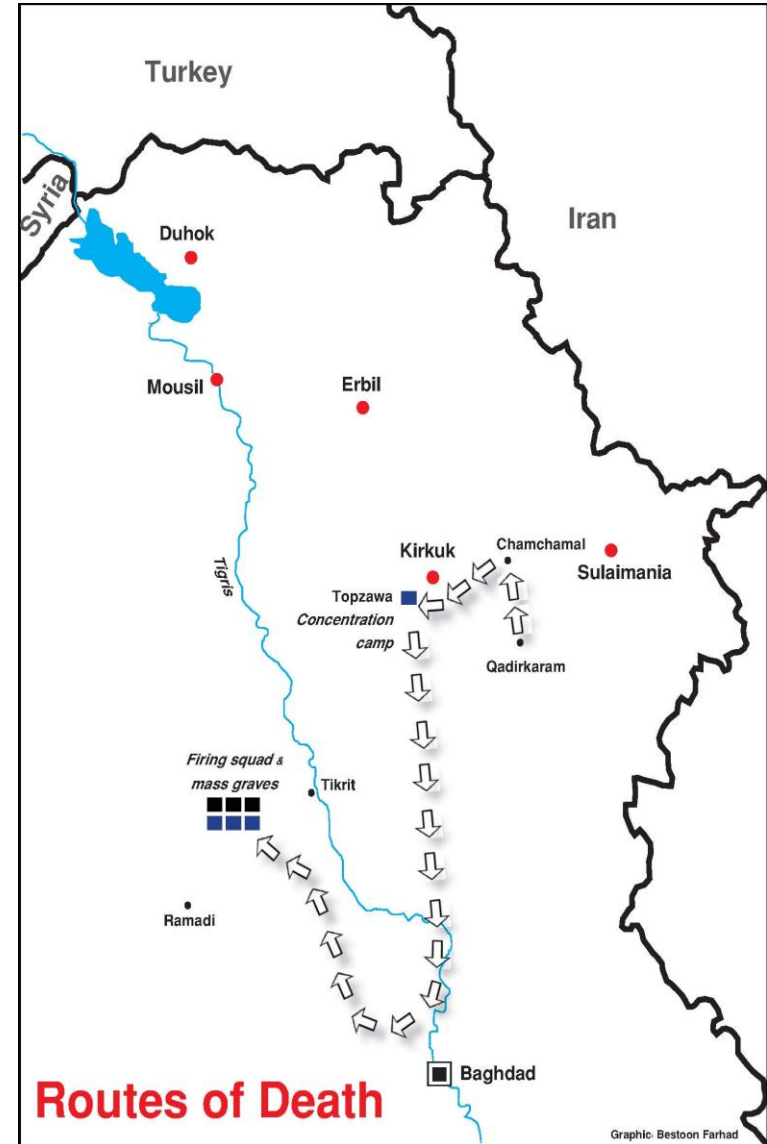 Turkey
Syria
Iran
Duhok
Mousil
Erbil
Tigris
Kirkuk
Chamchamal
Sulaimania
Topzawa
Concentration
camp
Qadirkaram
Firing squad &
mass graves
Tikrit
Ramadi
Baghdad
Routes of Death
Graphic: Bestoon Farhad